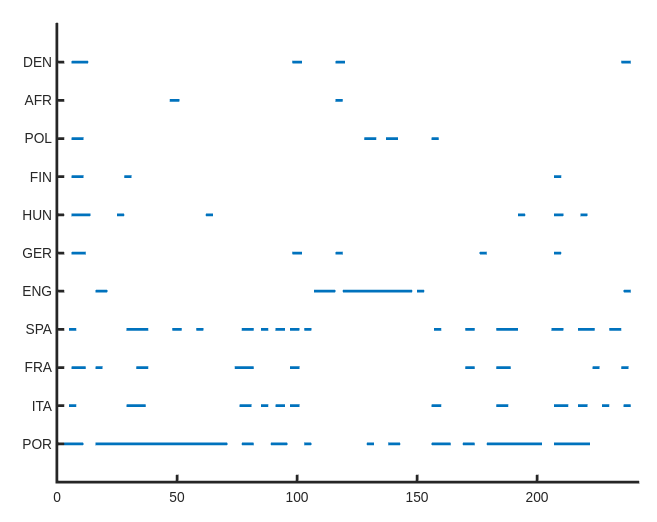 DEN
AFR
POL
FIN
HUN
GER
ENG
SPA
FRA
ITA
POR
0 50 100 150 200